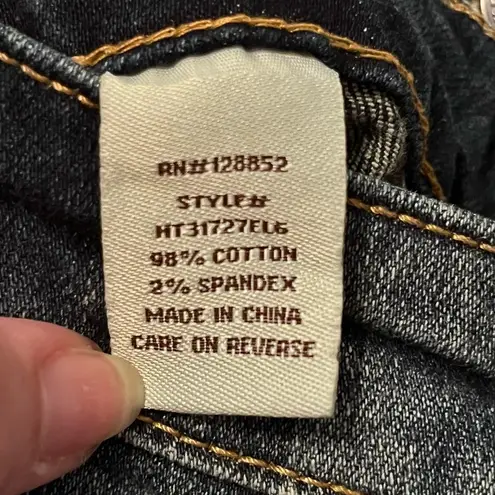 RN#128852
STYLE#
HT31727EL6
98% COTTON
2% SPANDEX
MADE IN CHINA
CARE ON REVERSE